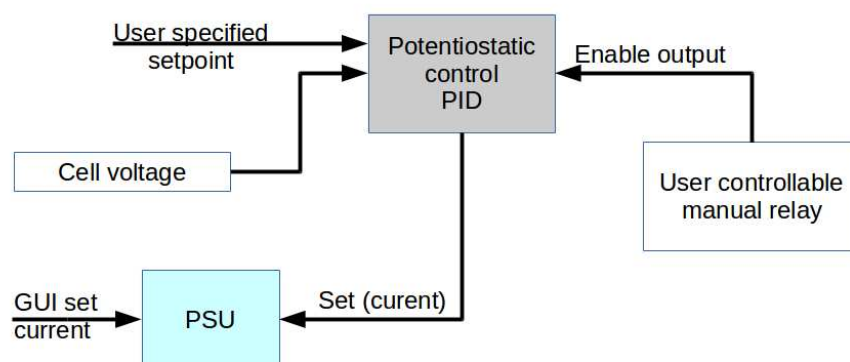 User specified
setpoint
Potentiostatic
control
PID
Enable output
Cell voltage
User controllable
manual relay
GUI set
current
PSU
Set (curent)